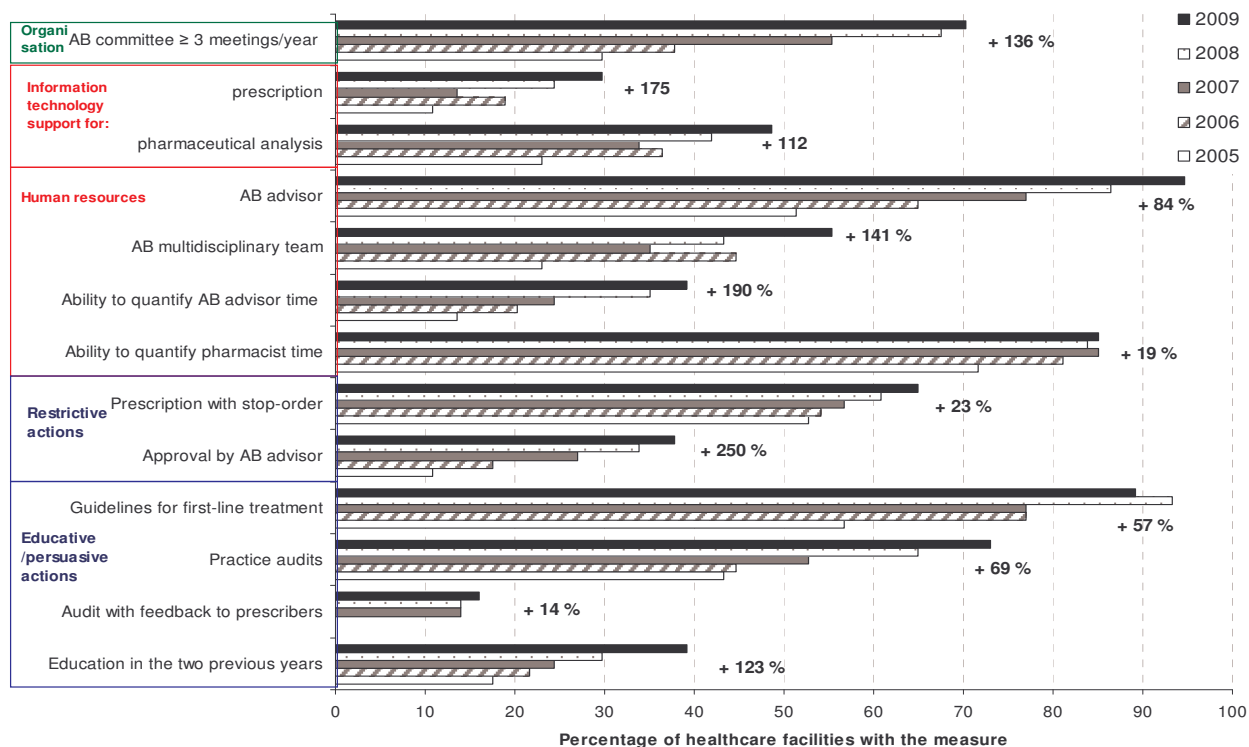 Organi
sation
AB committee ≥ 3 meetings/year
+ 136 %
2009
2008
2007
2006
2005
Information
technology
support for:
prescription
+ 175
pharmaceutical analysis
+ 112
Human resources
AB advisor
+ 84 %
AB multidisciplinary team
+ 141 %
Ability to quantify AB advisor time
+ 190 %
Ability to quantify pharmacist time
+ 19 %
Restrictive
actions
Prescription with stop-order
+ 23 %
Approval by AB advisor
+ 250 %
Educative
/persuasive
actions
Guidelines for first-line treatment
+ 57 %
Practice audits
+ 69 %
Audit with feedback to prescribers
+ 14 %
Education in the two previous years
+ 123 %
0 10 20 30 40 50 60 70 80 90 100
Percentage of healthcare facilities with the measure